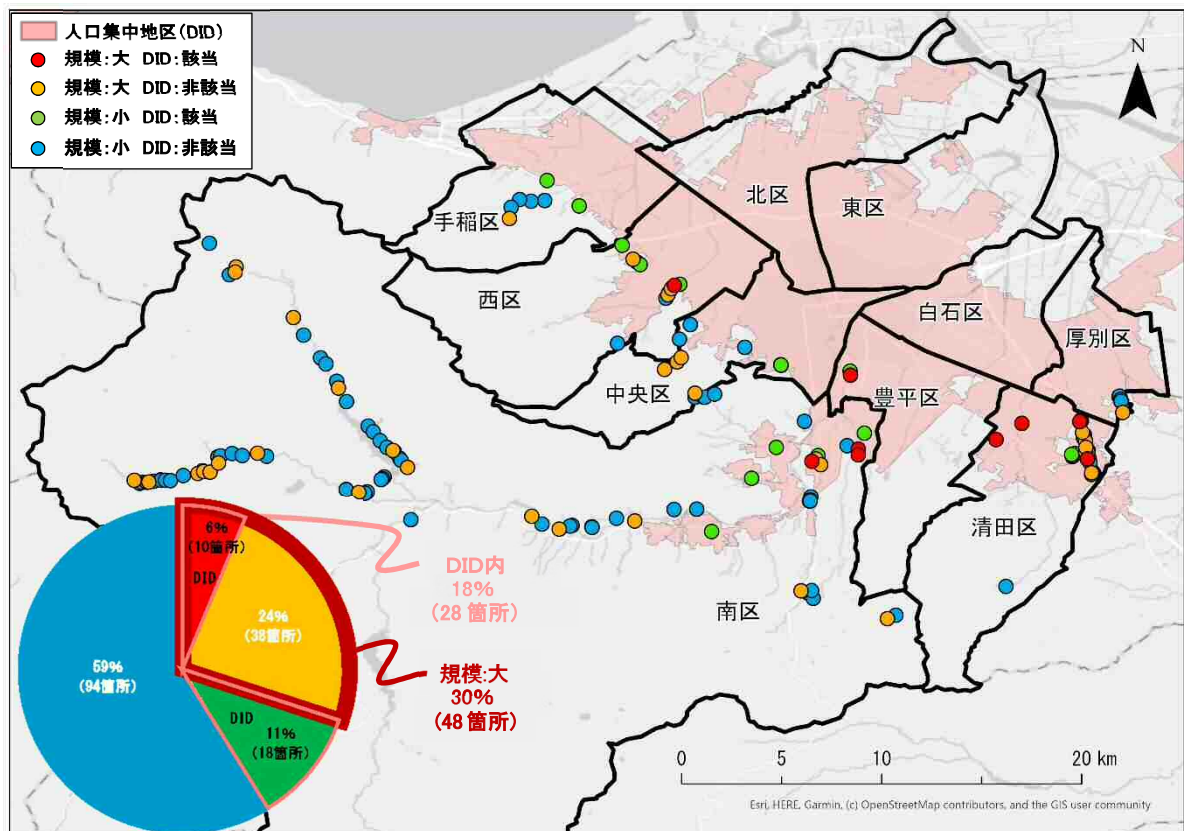 人口集中地区(DID)
規模:大 DID:該当
規模:大 DID:非該当
規模:小 DID:該当
規模:小 DID:非該当
N
北区
東区
手稲区
西区
白石区
厚別区
中央区
豊平区
清田区
南区
6%
(10箇所)
DID
24%
(38箇所)
59%
(94箇所)
DID
11%
(18箇所)
DID内
18%
(28 箇所)
規模:大
30%
(48 箇所)
0 5 10 20 km
Esri, HERE, Garmin, (c) OpenStreetMap contributors, and the GIS user community